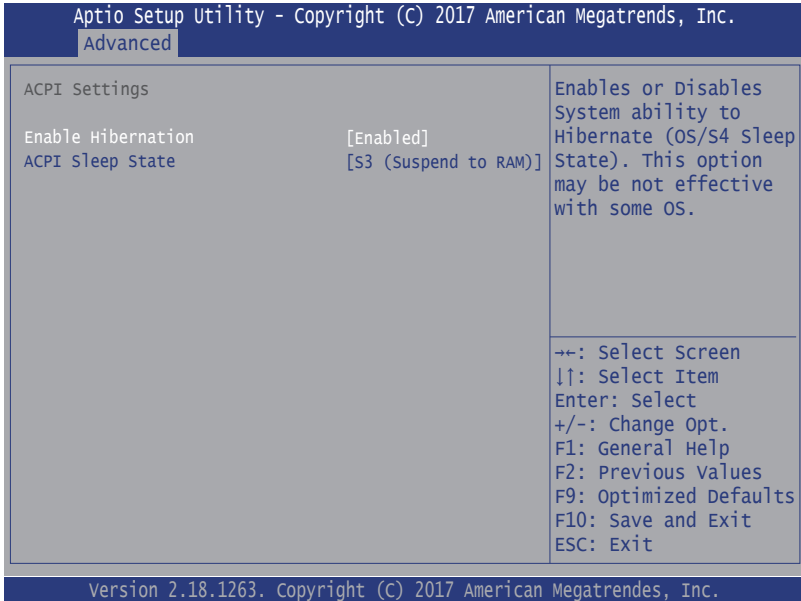 Aptio Setup Utility - Copyright (C) 2017 American Megatrends, Inc.
Advanced
ACPI Settings
Enable Hibernation [Enabled]
ACPI Sleep State [S3 (Suspend to RAM)]
Enables or Disables
System ability to
Hibernate (OS/S4 Sleep
State). This option
may be not effective
with some OS.
→←: Select Screen
↓↑: Select Item
Enter: Select
+/-: Change Opt.
F1: General Help
F2: Previous Values
F9: Optimized Defaults
F10: Save and Exit
ESC: Exit
Version 2.18.1263. Copyright (C) 2017 American Megatrendes, Inc.